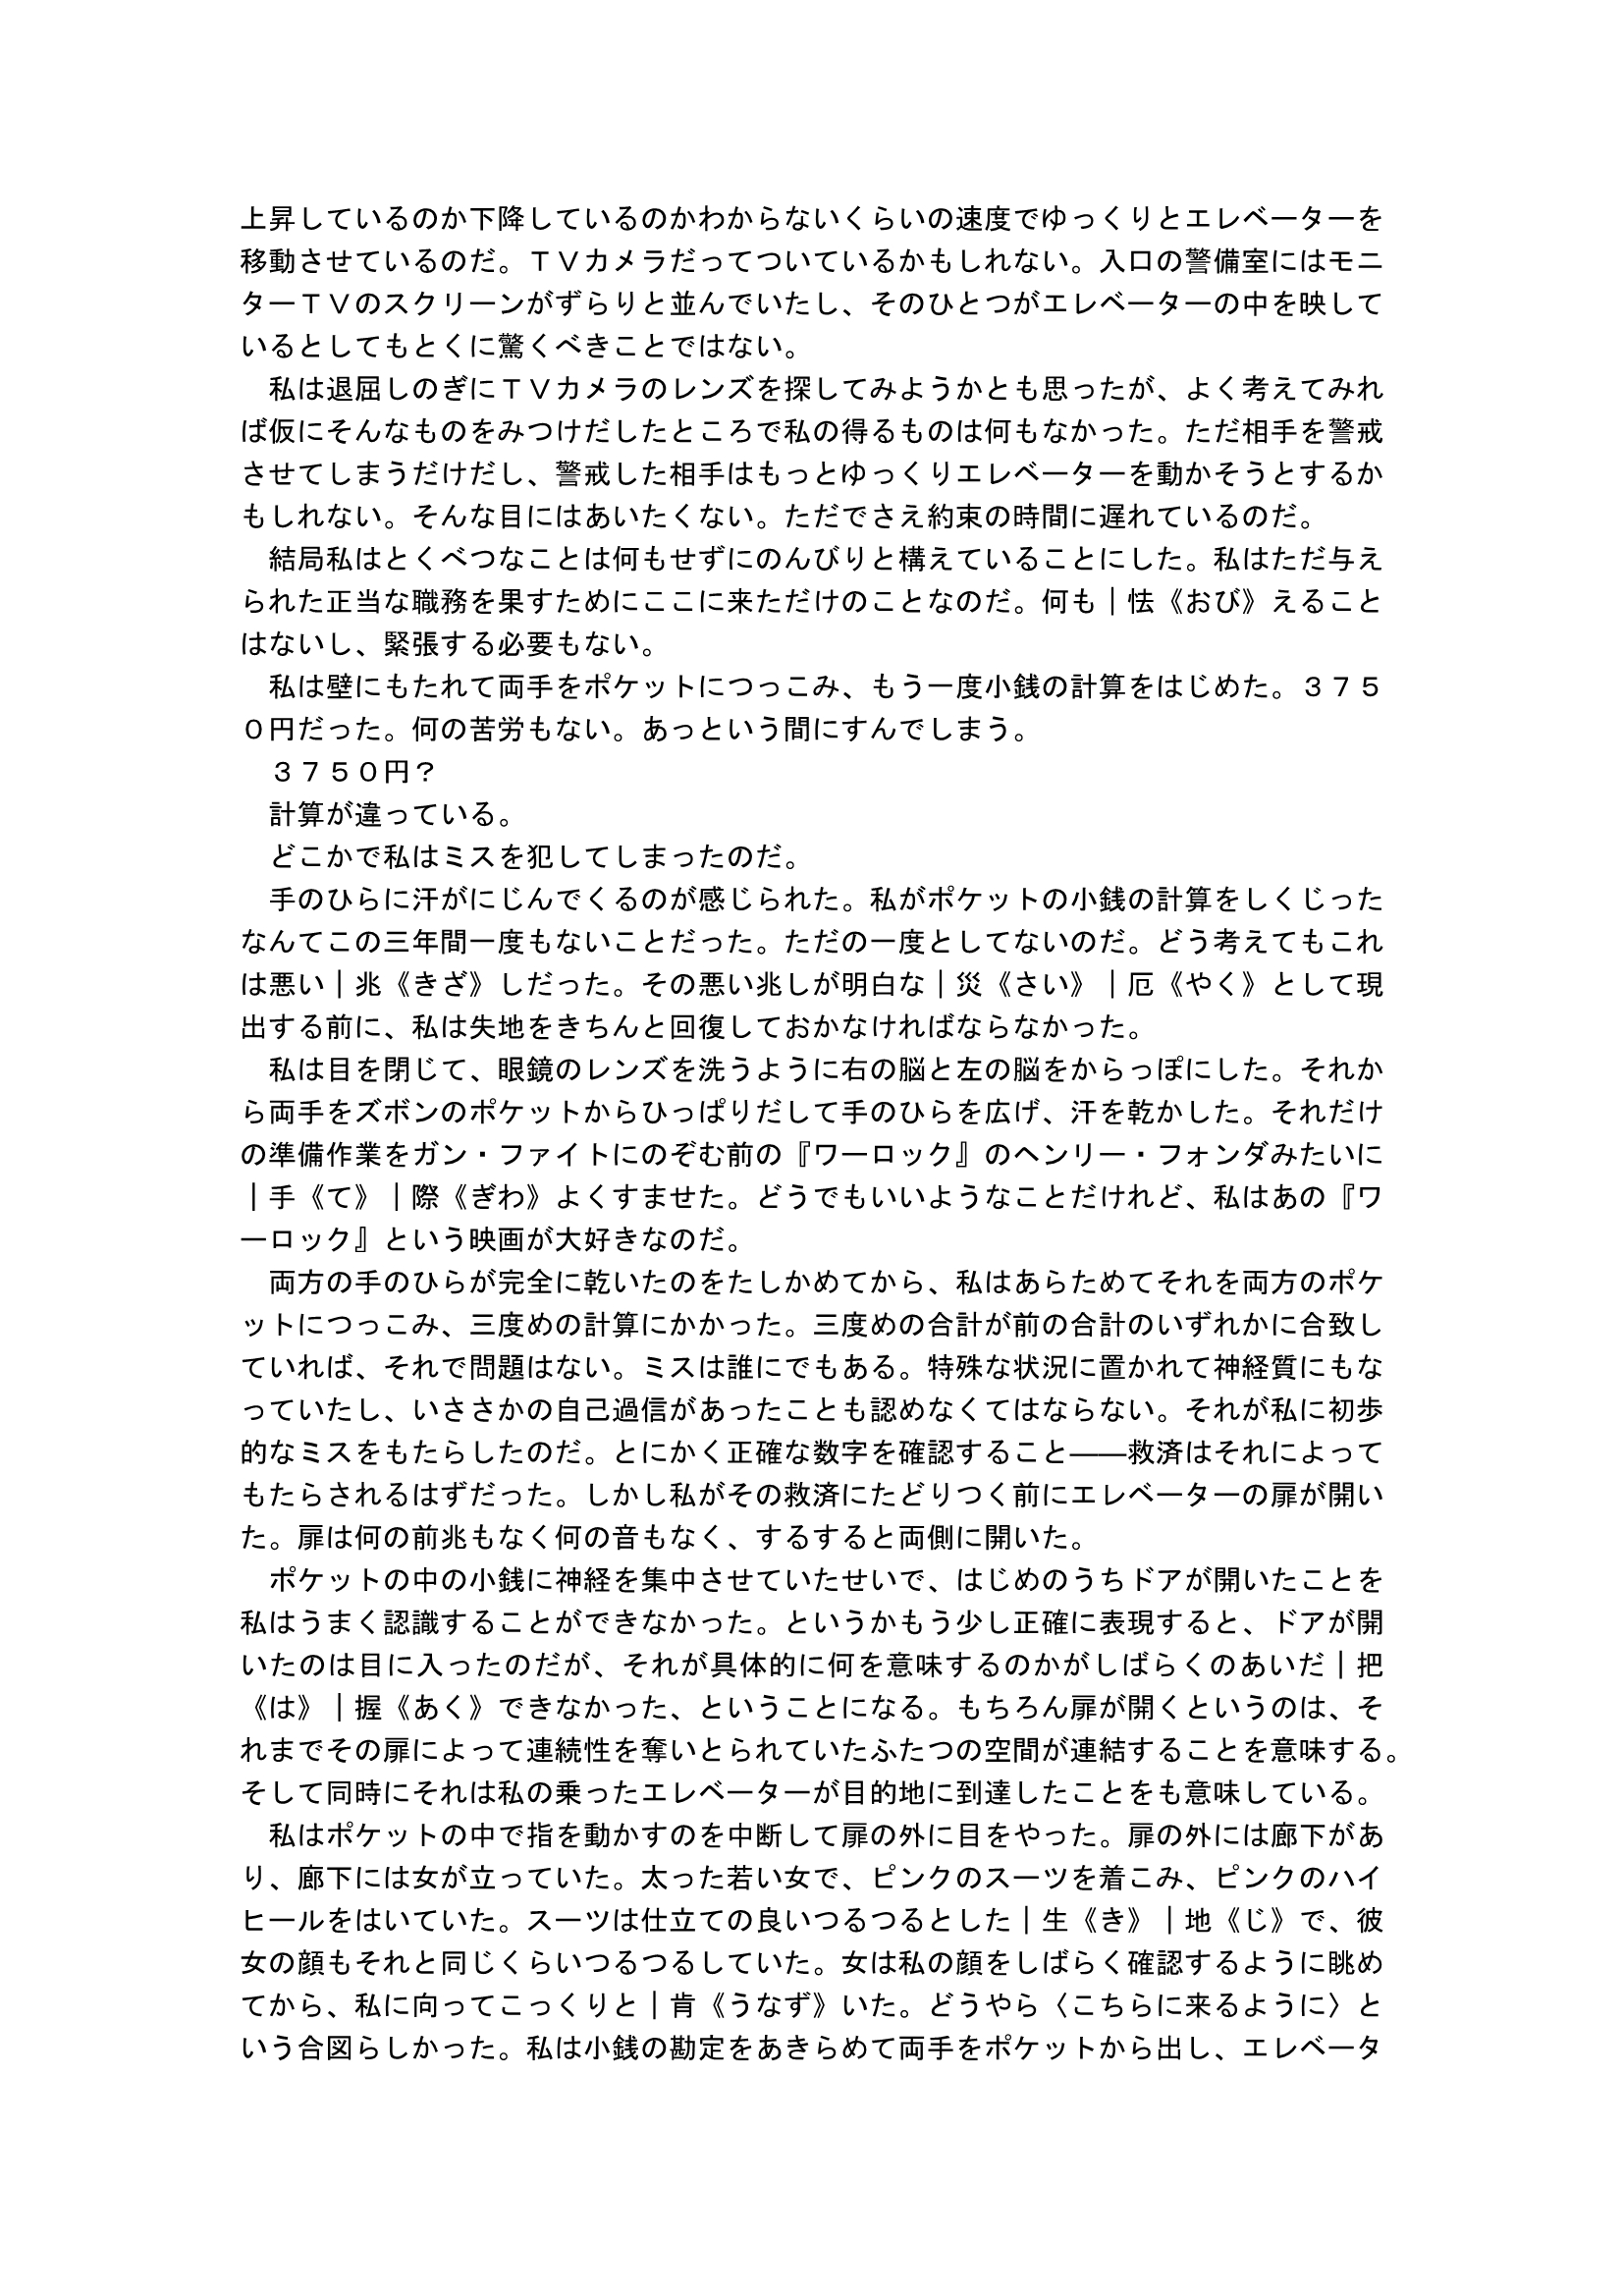 上昇しているのか下降しているのかわからないくらいの速度でゆっくりとエレベーターを
移動させているのだ。ＴＶカメラだってついているかもしれない。入口の警備室にはモニ
ターＴＶのスクリーンがずらりと並んでいたし、そのひとつがエレベーターの中を映して
いるとしてもとくに驚くべきことではない。
　私は退屈しのぎにＴＶカメラのレンズを探してみようかとも思ったが、よく考えてみれ
ば仮にそんなものをみつけだしたところで私の得るものは何もなかった。ただ相手を警戒
させてしまうだけだし、警戒した相手はもっとゆっくりエレベーターを動かそうとするか
もしれない。そんな目にはあいたくない。ただでさえ約束の時間に遅れているのだ。
　結局私はとくべつなことは何もせずにのんびりと構えていることにした。私はただ与え
られた正当な職務を果すためにここに来ただけのことなのだ。何も｜怯《おび》えること
はないし、緊張する必要もない。
　私は壁にもたれて両手をポケットにつっこみ、もう一度小銭の計算をはじめた。３７５
０円だった。何の苦労もない。あっという間にすんでしまう。
　３７５０円？
　計算が違っている。
　どこかで私はミスを犯してしまったのだ。
　手のひらに汗がにじんでくるのが感じられた。私がポケットの小銭の計算をしくじった
なんてこの三年間一度もないことだった。ただの一度としてないのだ。どう考えてもこれ
は悪い｜兆《きざ》しだった。その悪い兆しが明白な｜災《さい》｜厄《やく》として現
出する前に、私は失地をきちんと回復しておかなければならなかった。
　私は目を閉じて、眼鏡のレンズを洗うように右の脳と左の脳をからっぽにした。それか
ら両手をズボンのポケットからひっぱりだして手のひらを広げ、汗を乾かした。それだけ
の準備作業をガン・ファイトにのぞむ前の『ワーロック』のヘンリー・フォンダみたいに
｜手《て》｜際《ぎわ》よくすませた。どうでもいいようなことだけれど、私はあの『ワ
ーロック』という映画が大好きなのだ。
　両方の手のひらが完全に乾いたのをたしかめてから、私はあらためてそれを両方のポケ
ットにつっこみ、三度めの計算にかかった。三度めの合計が前の合計のいずれかに合致し
ていれば、それで問題はない。ミスは誰にでもある。特殊な状況に置かれて神経質にもな
っていたし、いささかの自己過信があったことも認めなくてはならない。それが私に初歩
的なミスをもたらしたのだ。とにかく正確な数字を確認すること——救済はそれによって
もたらされるはずだった。しかし私がその救済にたどりつく前にエレベーターの扉が開い
た。扉は何の前兆もなく何の音もなく、するすると両側に開いた。
　ポケットの中の小銭に神経を集中させていたせいで、はじめのうちドアが開いたことを
私はうまく認識することができなかった。というかもう少し正確に表現すると、ドアが開
いたのは目に入ったのだが、それが具体的に何を意味するのかがしばらくのあいだ｜把
《は》｜握《あく》できなかった、ということになる。もちろん扉が開くというのは、そ
れまでその扉によって連続性を奪いとられていたふたつの空間が連結することを意味する。
そして同時にそれは私の乗ったエレベーターが目的地に到達したことをも意味している。
　私はポケットの中で指を動かすのを中断して扉の外に目をやった。扉の外には廊下があ
り、廊下には女が立っていた。太った若い女で、ピンクのスーツを着こみ、ピンクのハイ
ヒールをはいていた。スーツは仕立ての良いつるつるとした｜生《き》｜地《じ》で、彼
女の顔もそれと同じくらいつるつるしていた。女は私の顔をしばらく確認するように眺め
てから、私に向ってこっくりと｜肯《うなず》いた。どうやら〈こちらに来るように〉と
いう合図らしかった。私は小銭の勘定をあきらめて両手をポケットから出し、エレベータ